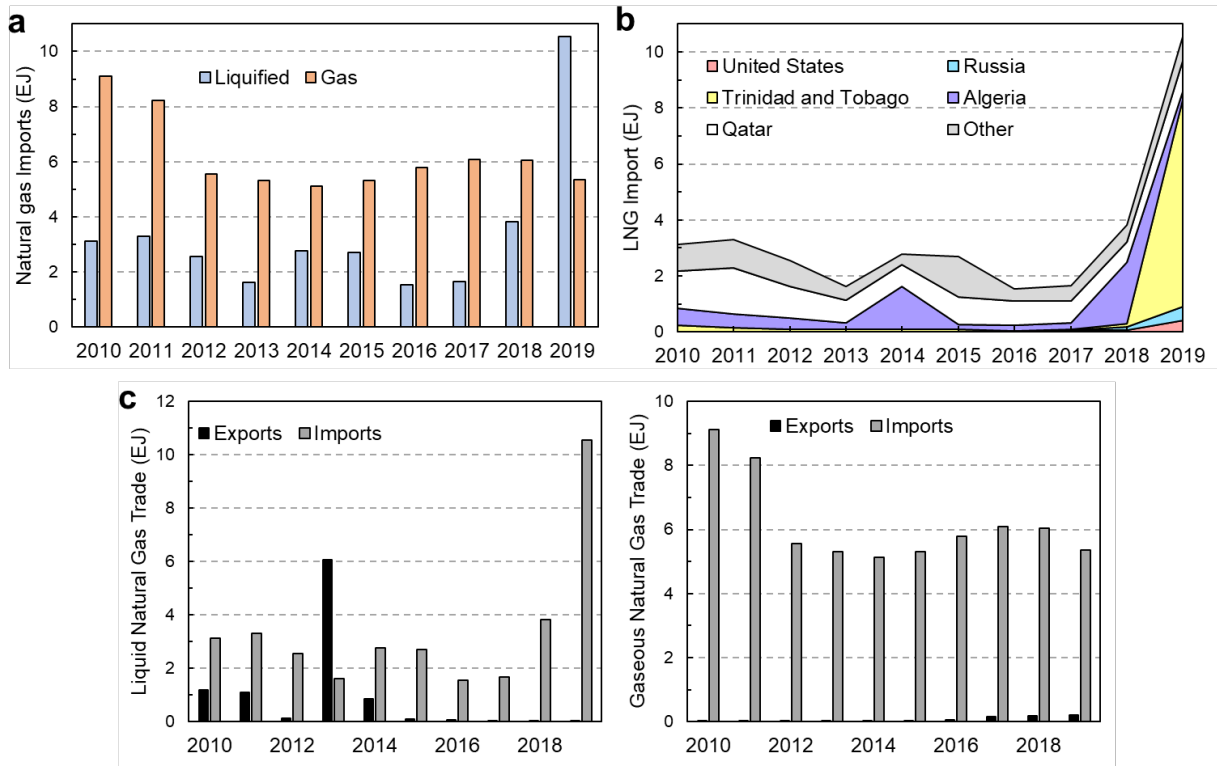 a
Natural gas Imports (EJ)
10
8
6
4
2
0
Liquified Gas
2010 2011 2012 2013 2014 2015 2016 2017 2018 2019
b
LNG Import (EJ)
10
8
6
4
2
0
United States Russia
Trinidad and Tobago Algeria
Qatar Other
2010 2011 2012 2013 2014 2015 2016 2017 2018 2019
c
Liquid Natural Gas Trade (EJ)
12
10
8
6
4
2
0
Exports Imports
2010 2012 2014 2016 2018
Gaseous Natural Gas Trade (EJ)
10
8
6
4
2
0
Exports Imports
2010 2012 2014 2016 2018